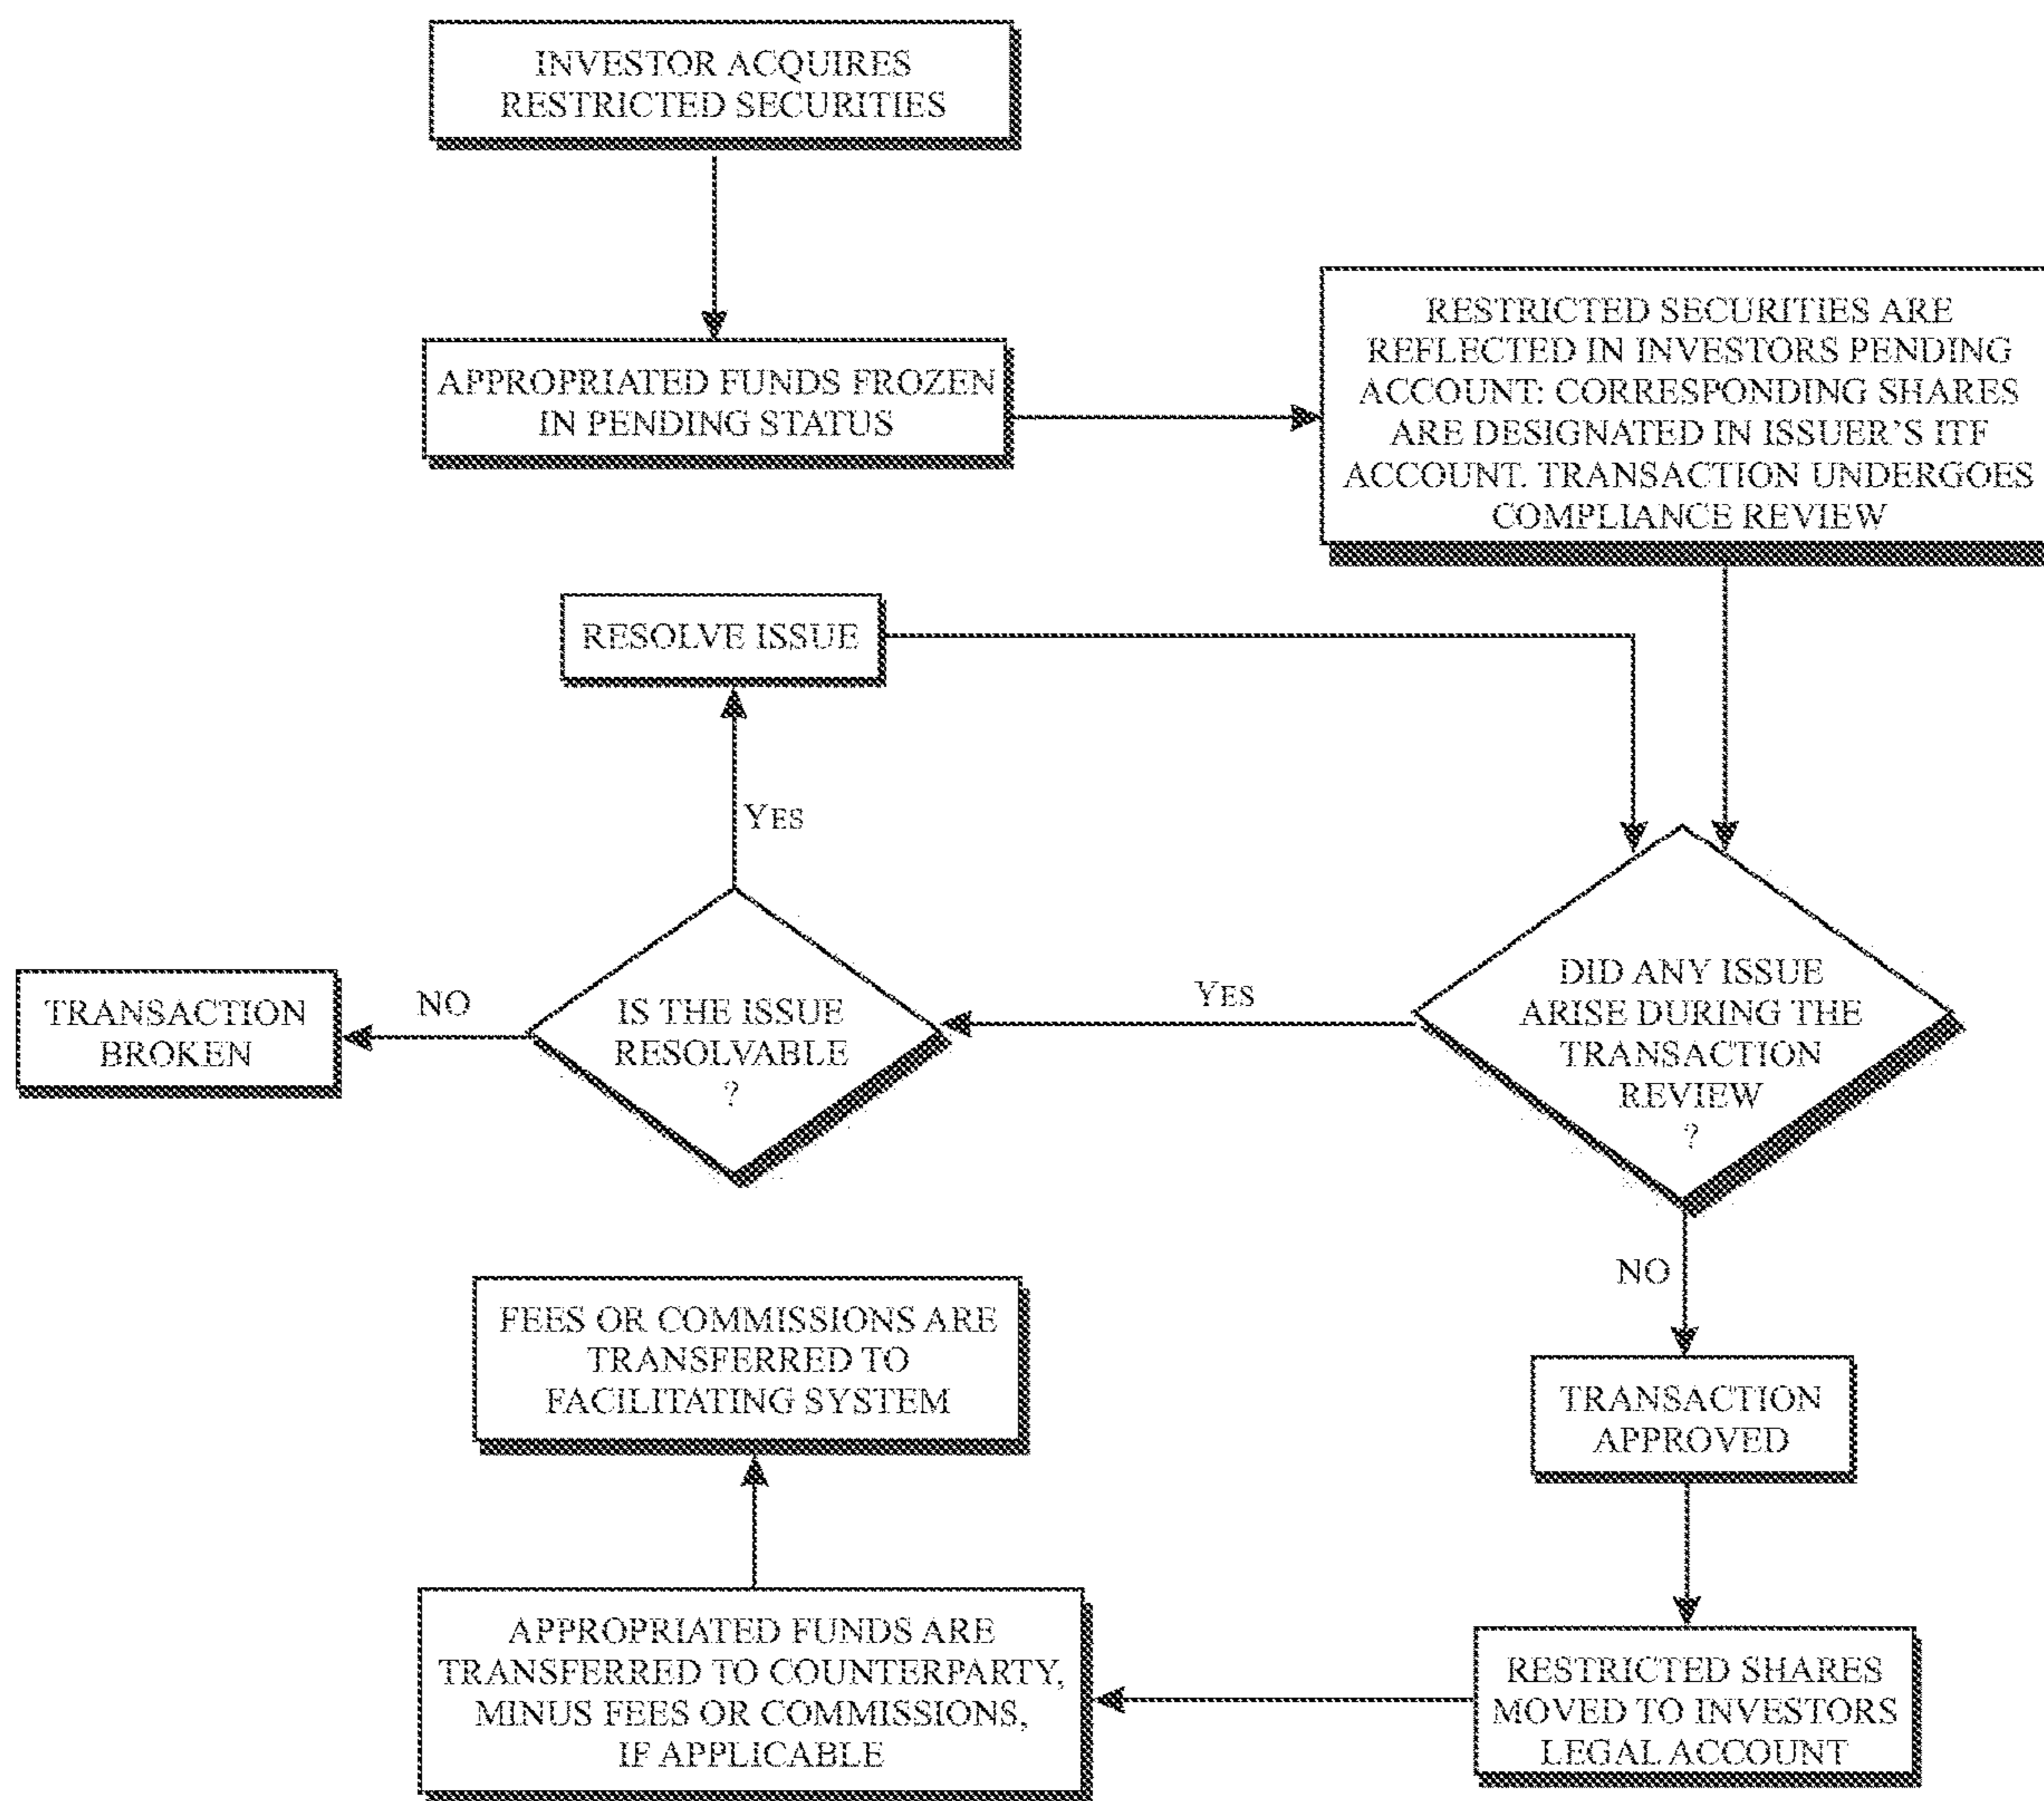 INVESTOR ACQUIRES
RESTRICTED SECURITIES
APPROPRIATED FUNDS FROZEN
IN PENDING STATUS
RESTRICTED SECURITIES ARE
REFLECTED IN INVESTORS PENDING
ACCOUNT: CORRESPONDING SHARES
ARE DESIGNATED IN ISSUER'S ITF
ACCOUNT. TRANSACTION UNDERGOES
COMPLIANCE REVIEW
RESOLVE ISSUE
YES
TRANSACTION
BROKEN
NO
IS THE ISSUE
RESOLVABLE
?
YES
DID ANY ISSUE
ARISE DURING THE
TRANSACTION
REVIEW
?
NO
TRANSACTION
APPROVED
RESTRICTED SHARES
MOVED TO INVESTORS
LEGAL ACCOUNT
APPROPRIATED FUNDS ARE
TRANSFERRED TO COUNTERPARTY,
MINUS FEES OR COMMISSIONS,
IF APPLICABLE
FEES OR COMMISSIONS ARE
TRANSFERRED TO
FACILITATING SYSTEM